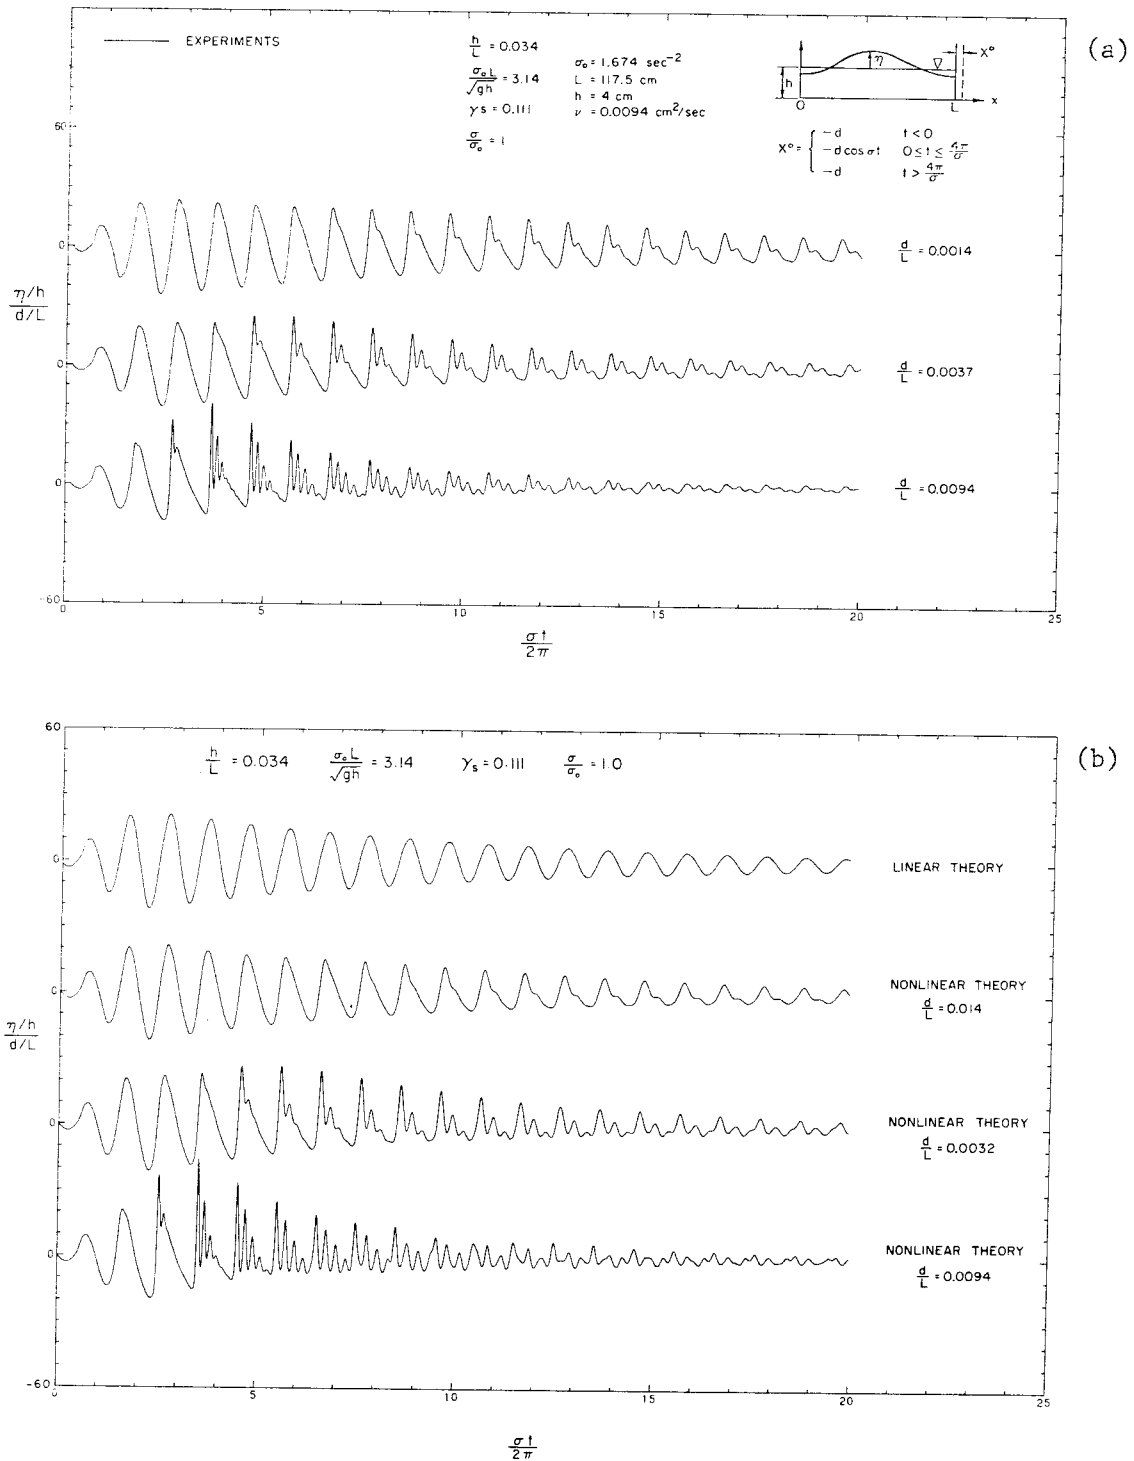 (a)
EXPERIMENTS
h/L = 0.034
σ₀L/√gh = 3.14
γs = 0.111
σ/σ₀ = 1
σ₀ = 1.674 sec⁻²
L = 117.5 cm
h = 4 cm
ν = 0.0094 cm²/sec
η
h
X°
O
L
x
X° = { -d t < 0
-d cos σt 0 ≤ t ≤ 4π/σ
-d t > 4π/σ
60
0
0
0
-60
η/h
d/L
d/L = 0.0014
d/L = 0.0037
d/L = 0.0094
0 5 10 15 20 25
σt/2π
(b)
60
h/L = 0.034 σ₀L/√gh = 3.14 γs = 0.111 σ/σ₀ = 1.0
0
LINEAR THEORY
0
NONLINEAR THEORY
d/L = 0.014
η/h
d/L
0
NONLINEAR THEORY
d/L = 0.0032
0
NONLINEAR THEORY
d/L = 0.0094
-60
0 5 10 15 20 25
σt/2π